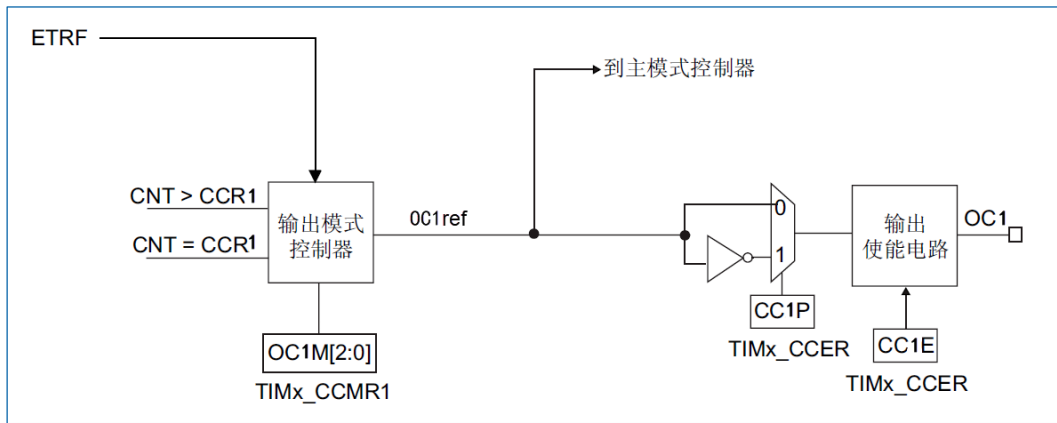 ETRF
到主模式控制器
CNT > CCR1
CNT = CCR1
输出模式
控制器
OC1ref
0
1
输出
使能电路
OC1
OC1M[2:0]
TIMx_CCMR1
CC1P
TIMx_CCER
CC1E
TIMx_CCER